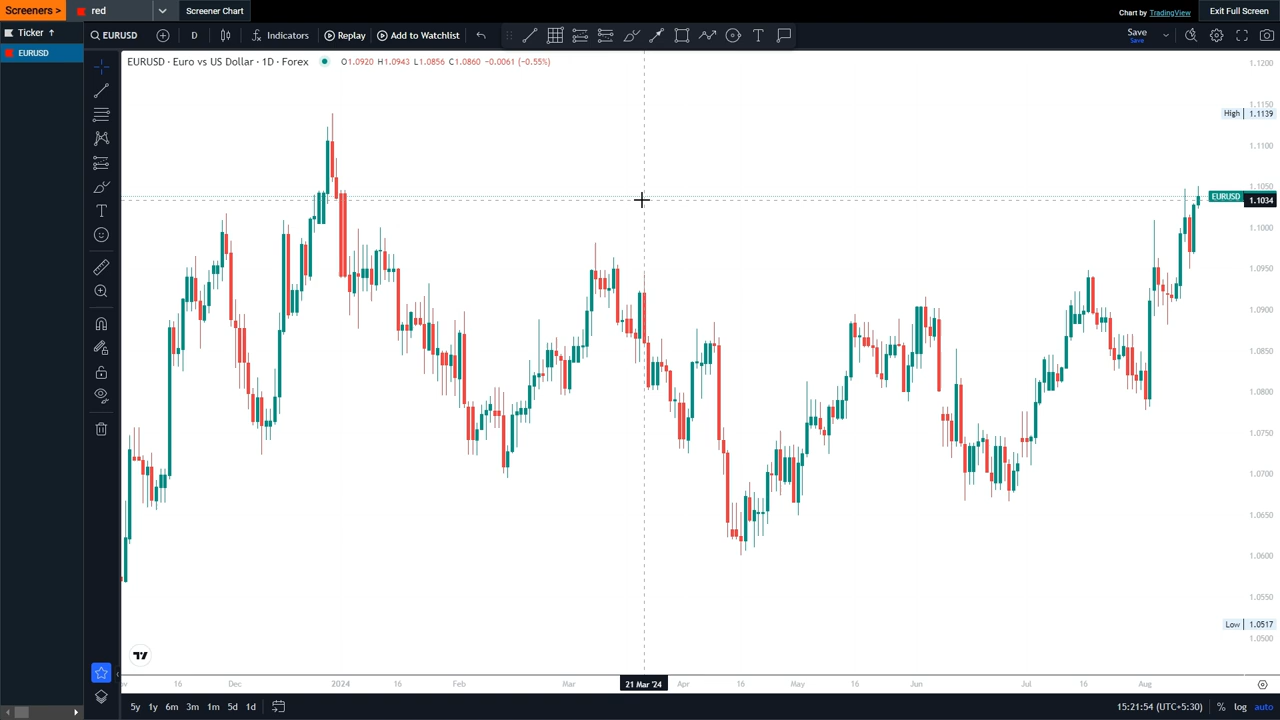 Screeners >
red
Screener Chart
Chart by TradingView
Exit Full Screen
Ticker ↑
EURUSD
D
Indicators
Replay
Add to Watchlist
Save
Save
EURUSD
EURUSD · Euro vs US Dollar · 1D · Forex
O1.0920 H1.0943 L1.0856 C1.0860 −0.0061 (−0.55%)
1.1200
1.1150
High 1.1139
1.1100
1.1050
EURUSD 1.1034
1.1000
1.0950
1.0900
1.0850
1.0800
1.0750
1.0700
1.0650
1.0600
1.0550
Low 1.0517
1.0500
16
Dec
2024
16
Feb
Mar
21 Mar '24
Apr
16
May
16
Jun
Jul
16
Aug
5y 1y 6m 3m 1m 5d 1d
15:21:54 (UTC+5:30)
% log auto